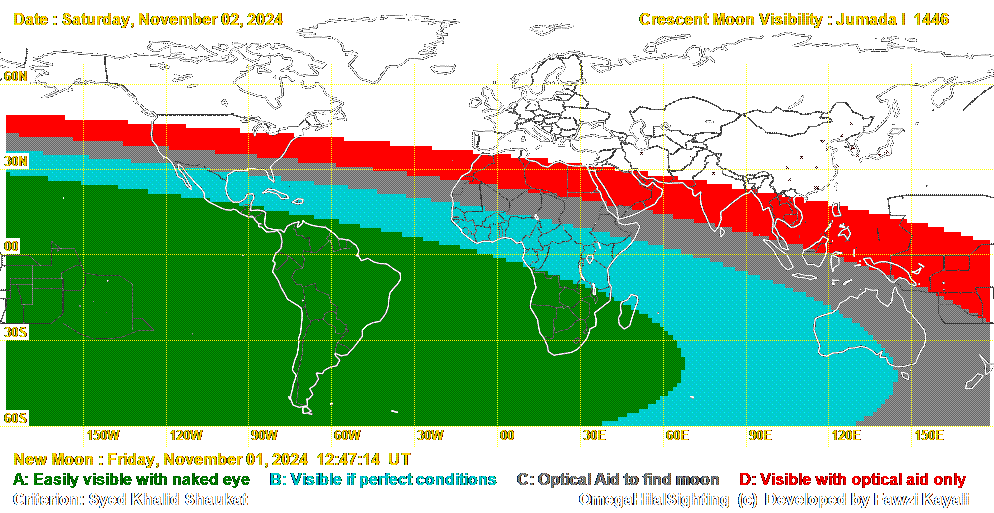 Date : Saturday, November 02, 2024 Crescent Moon Visibility : Jumada I 1446
60N
30N
00
30S
60S
150W 120W 90W 60W 30W 00 30E 60E 90E 120E 150E
New Moon : Friday, November 01, 2024 12:47:14 UT
A: Easily visible with naked eye B: Visible if perfect conditions C: Optical Aid to find moon D: Visible with optical aid only
Criterion: Syed Khalid Shaukat OmegaHilalSighting (c) Developed by Fawzi Kayali